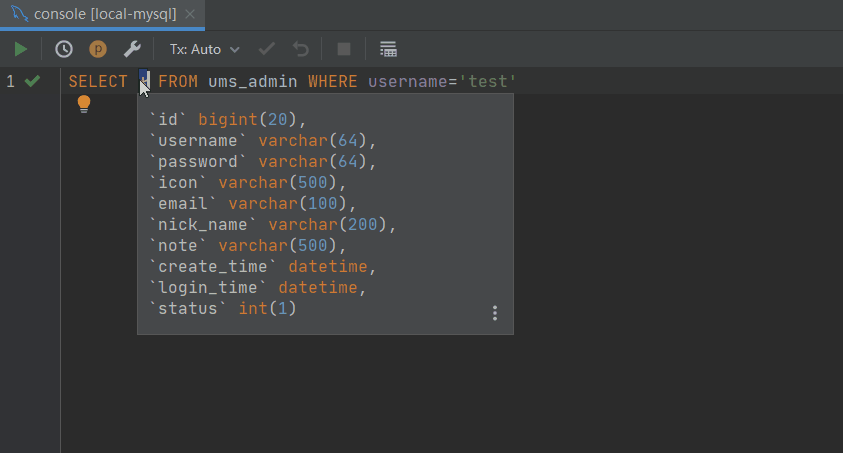 console [local-mysql]
Tx: Auto
1 SELECT * FROM ums_admin WHERE username='test'
`id` bigint(20),
`username` varchar(64),
`password` varchar(64),
`icon` varchar(500),
`email` varchar(100),
`nick_name` varchar(200),
`note` varchar(500),
`create_time` datetime,
`login_time` datetime,
`status` int(1)